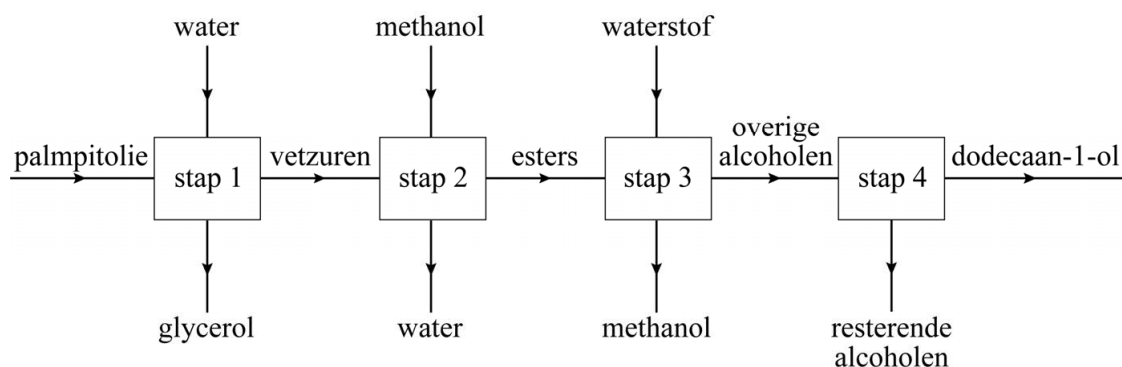 water
methanol
waterstof
palmpitolie
stap 1
vetzuren
stap 2
esters
stap 3
overige
alcoholen
stap 4
dodecaan-1-ol
glycerol
water
methanol
resterende
alcoholen